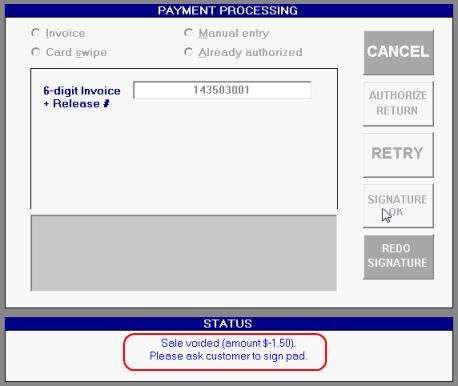 PAYMENT PROCESSING
Invoice
Manual entry
Card swipe
Already authorized
CANCEL
6-digit Invoice
+ Release #
143503001
AUTHORIZE
RETURN
RETRY
SIGNATURE
OK
REDO
SIGNATURE
STATUS
Sale voided (amount $-1.50).
Please ask customer to sign pad.